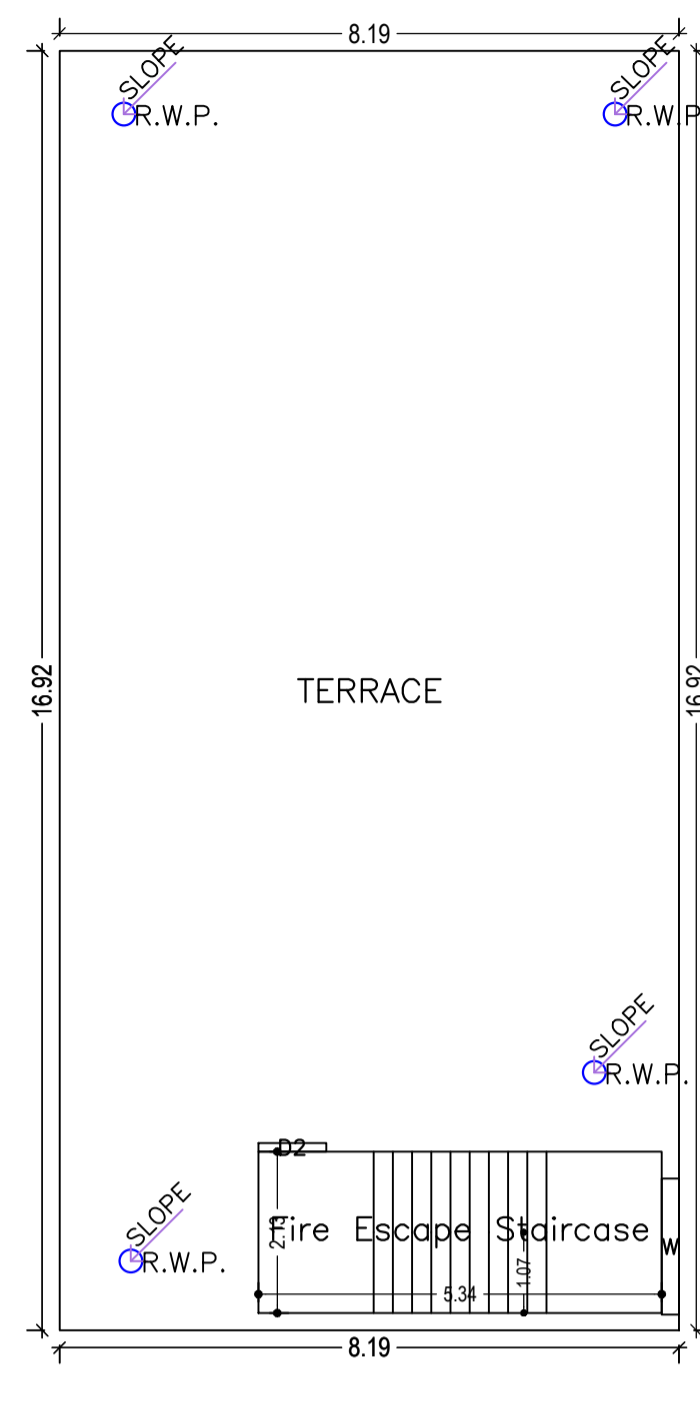 8.19
SLOPE
R.W.P.
SLOPE
R.W.P
16.92
16.92
TERRACE
SLOPE
R.W.P.
D2
Fire Escape Staircase
2.13
1.07
5.34
W
SLOPE
R.W.P.
8.19